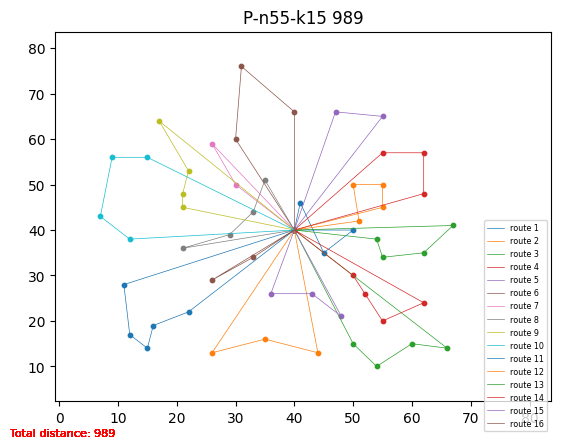 P-n55-k15 989
80
70
60
50
40
30
20
10
0 10 20 30 40 50 60 70 80
route 1
route 2
route 3
route 4
route 5
route 6
route 7
route 8
route 9
route 10
route 11
route 12
route 13
route 14
route 15
route 16
Total distance: 989